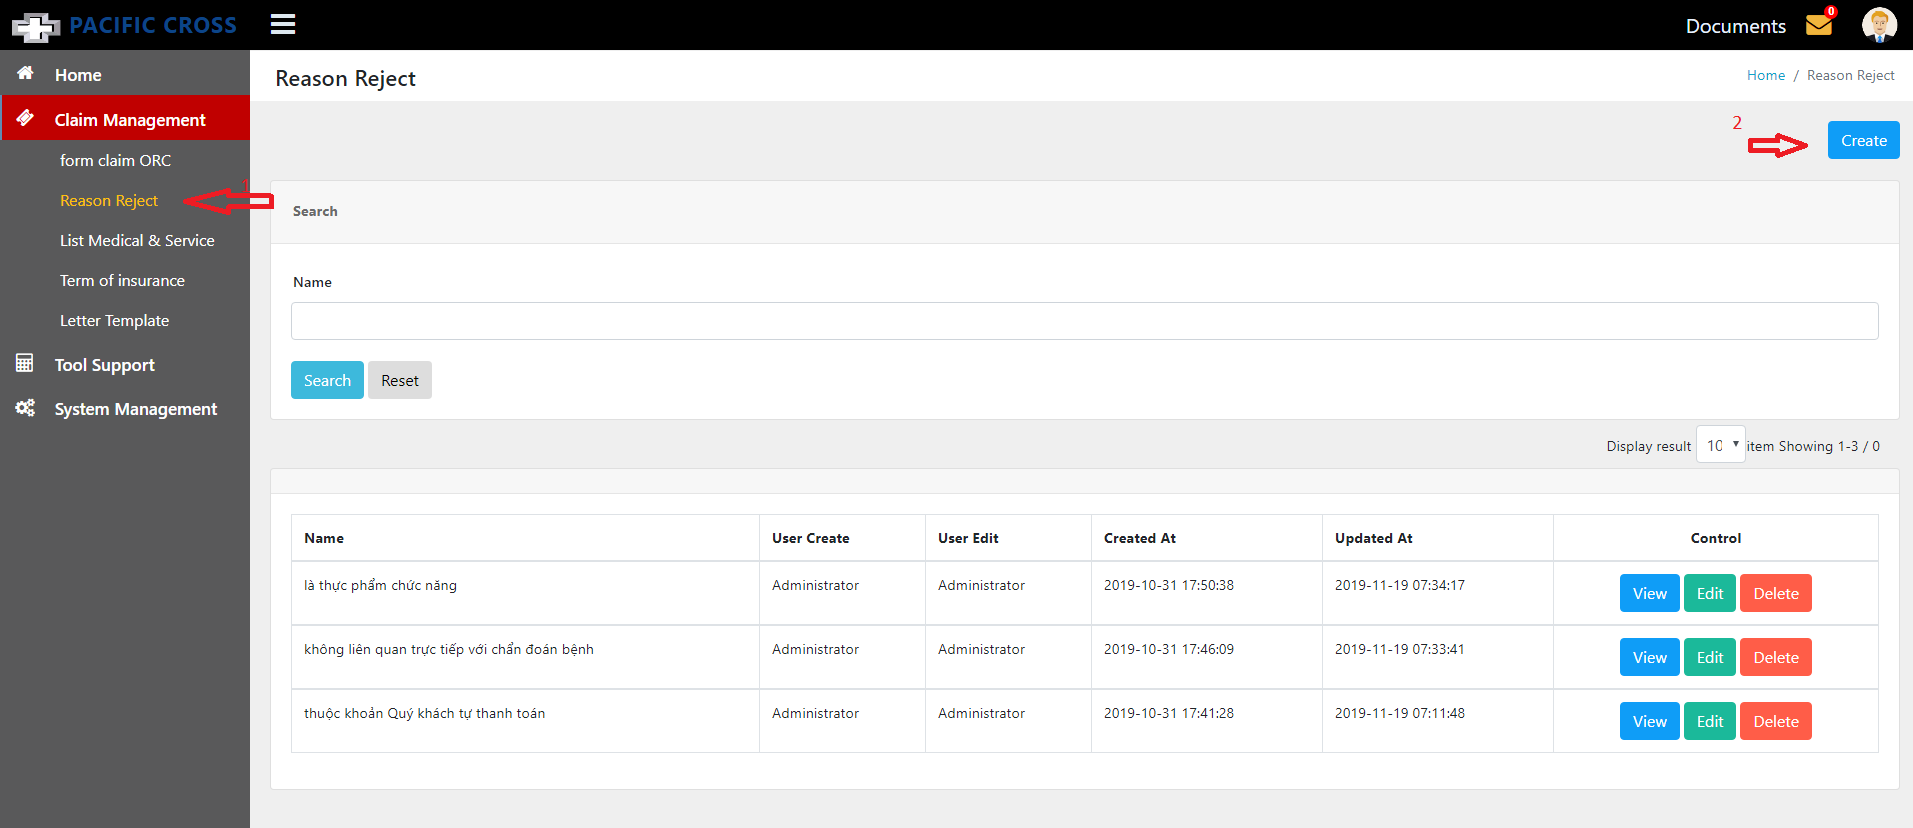 PACIFIC CROSS
Documents
0
Home
Claim Management
form claim ORC
Reason Reject
1
List Medical & Service
Term of insurance
Letter Template
Tool Support
System Management
Reason Reject
Home / Reason Reject
2
Create
Search
Name
Search Reset
Display result 10 item Showing 1-3 / 0
Name User Create User Edit Created At Updated At Control
là thực phẩm chức năng Administrator Administrator 2019-10-31 17:50:38 2019-11-19 07:34:17 View Edit Delete
không liên quan trực tiếp với chẩn đoán bệnh Administrator Administrator 2019-10-31 17:46:09 2019-11-19 07:33:41 View Edit Delete
thuộc khoản Quý khách tự thanh toán Administrator Administrator 2019-10-31 17:41:28 2019-11-19 07:11:48 View Edit Delete